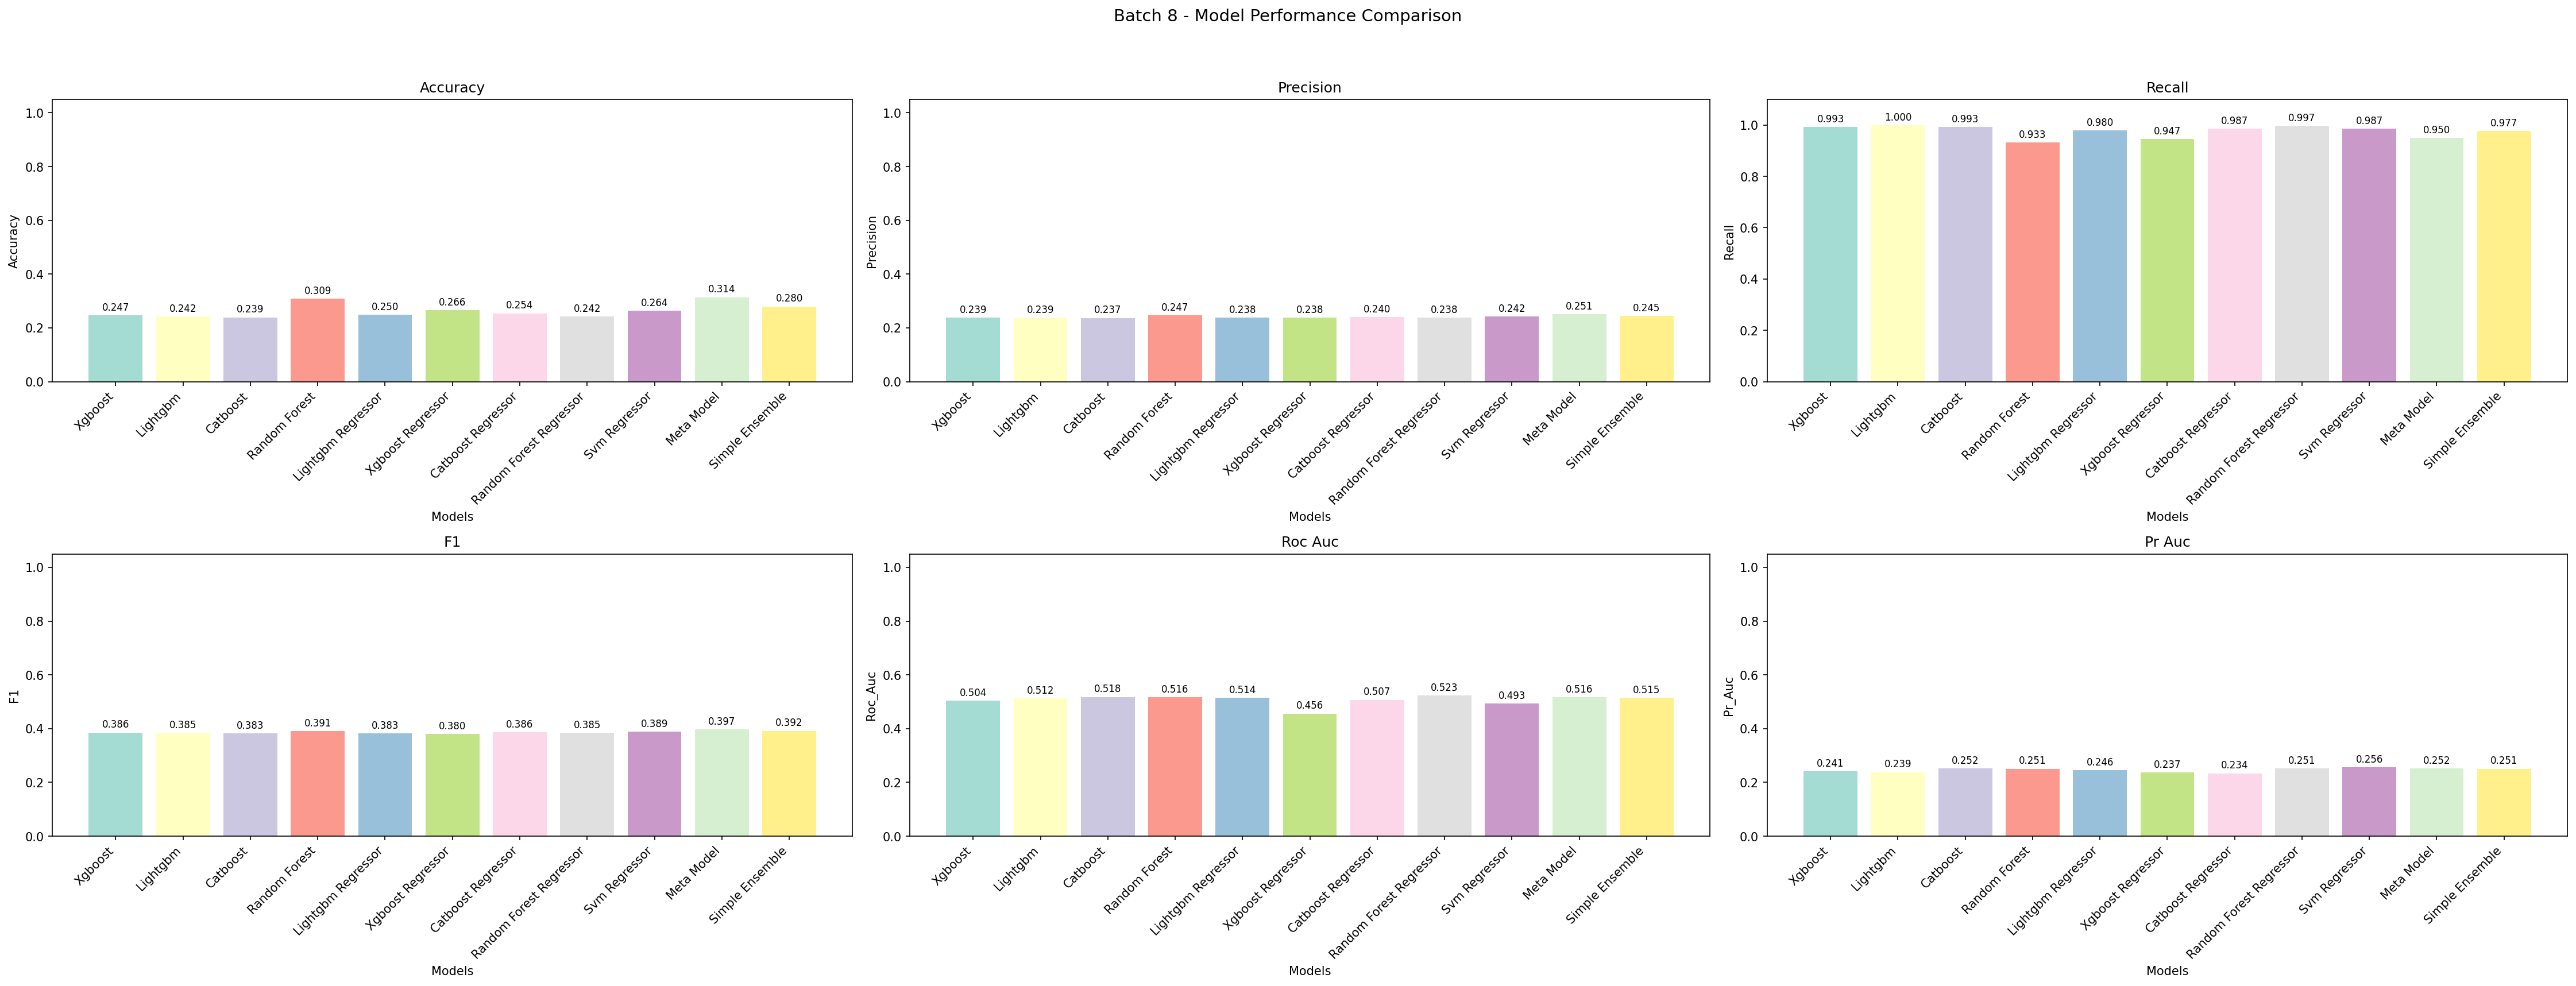 Batch 8 - Model Performance Comparison
Accuracy
Accuracy
1.0
0.8
0.6
0.4
0.2
0.0
0.247
0.242
0.239
0.309
0.250
0.266
0.254
0.242
0.264
0.314
0.280
Xgboost
Lightgbm
Catboost
Random Forest
Lightgbm Regressor
Xgboost Regressor
Catboost Regressor
Random Forest Regressor
Svm Regressor
Meta Model
Simple Ensemble
Models
Precision
Precision
1.0
0.8
0.6
0.4
0.2
0.0
0.239
0.239
0.237
0.247
0.238
0.238
0.240
0.238
0.242
0.251
0.245
Xgboost
Lightgbm
Catboost
Random Forest
Lightgbm Regressor
Xgboost Regressor
Catboost Regressor
Random Forest Regressor
Svm Regressor
Meta Model
Simple Ensemble
Models
Recall
Recall
1.0
0.8
0.6
0.4
0.2
0.0
0.993
1.000
0.993
0.933
0.980
0.947
0.987
0.997
0.987
0.950
0.977
Xgboost
Lightgbm
Catboost
Random Forest
Lightgbm Regressor
Xgboost Regressor
Catboost Regressor
Random Forest Regressor
Svm Regressor
Meta Model
Simple Ensemble
Models
F1
F1
1.0
0.8
0.6
0.4
0.2
0.0
0.386
0.385
0.383
0.391
0.383
0.380
0.386
0.385
0.389
0.397
0.392
Xgboost
Lightgbm
Catboost
Random Forest
Lightgbm Regressor
Xgboost Regressor
Catboost Regressor
Random Forest Regressor
Svm Regressor
Meta Model
Simple Ensemble
Models
Roc Auc
Roc_Auc
1.0
0.8
0.6
0.4
0.2
0.0
0.504
0.512
0.518
0.516
0.514
0.456
0.507
0.523
0.493
0.516
0.515
Xgboost
Lightgbm
Catboost
Random Forest
Lightgbm Regressor
Xgboost Regressor
Catboost Regressor
Random Forest Regressor
Svm Regressor
Meta Model
Simple Ensemble
Models
Pr Auc
Pr_Auc
1.0
0.8
0.6
0.4
0.2
0.0
0.241
0.239
0.252
0.251
0.246
0.237
0.234
0.251
0.256
0.252
0.251
Xgboost
Lightgbm
Catboost
Random Forest
Lightgbm Regressor
Xgboost Regressor
Catboost Regressor
Random Forest Regressor
Svm Regressor
Meta Model
Simple Ensemble
Models